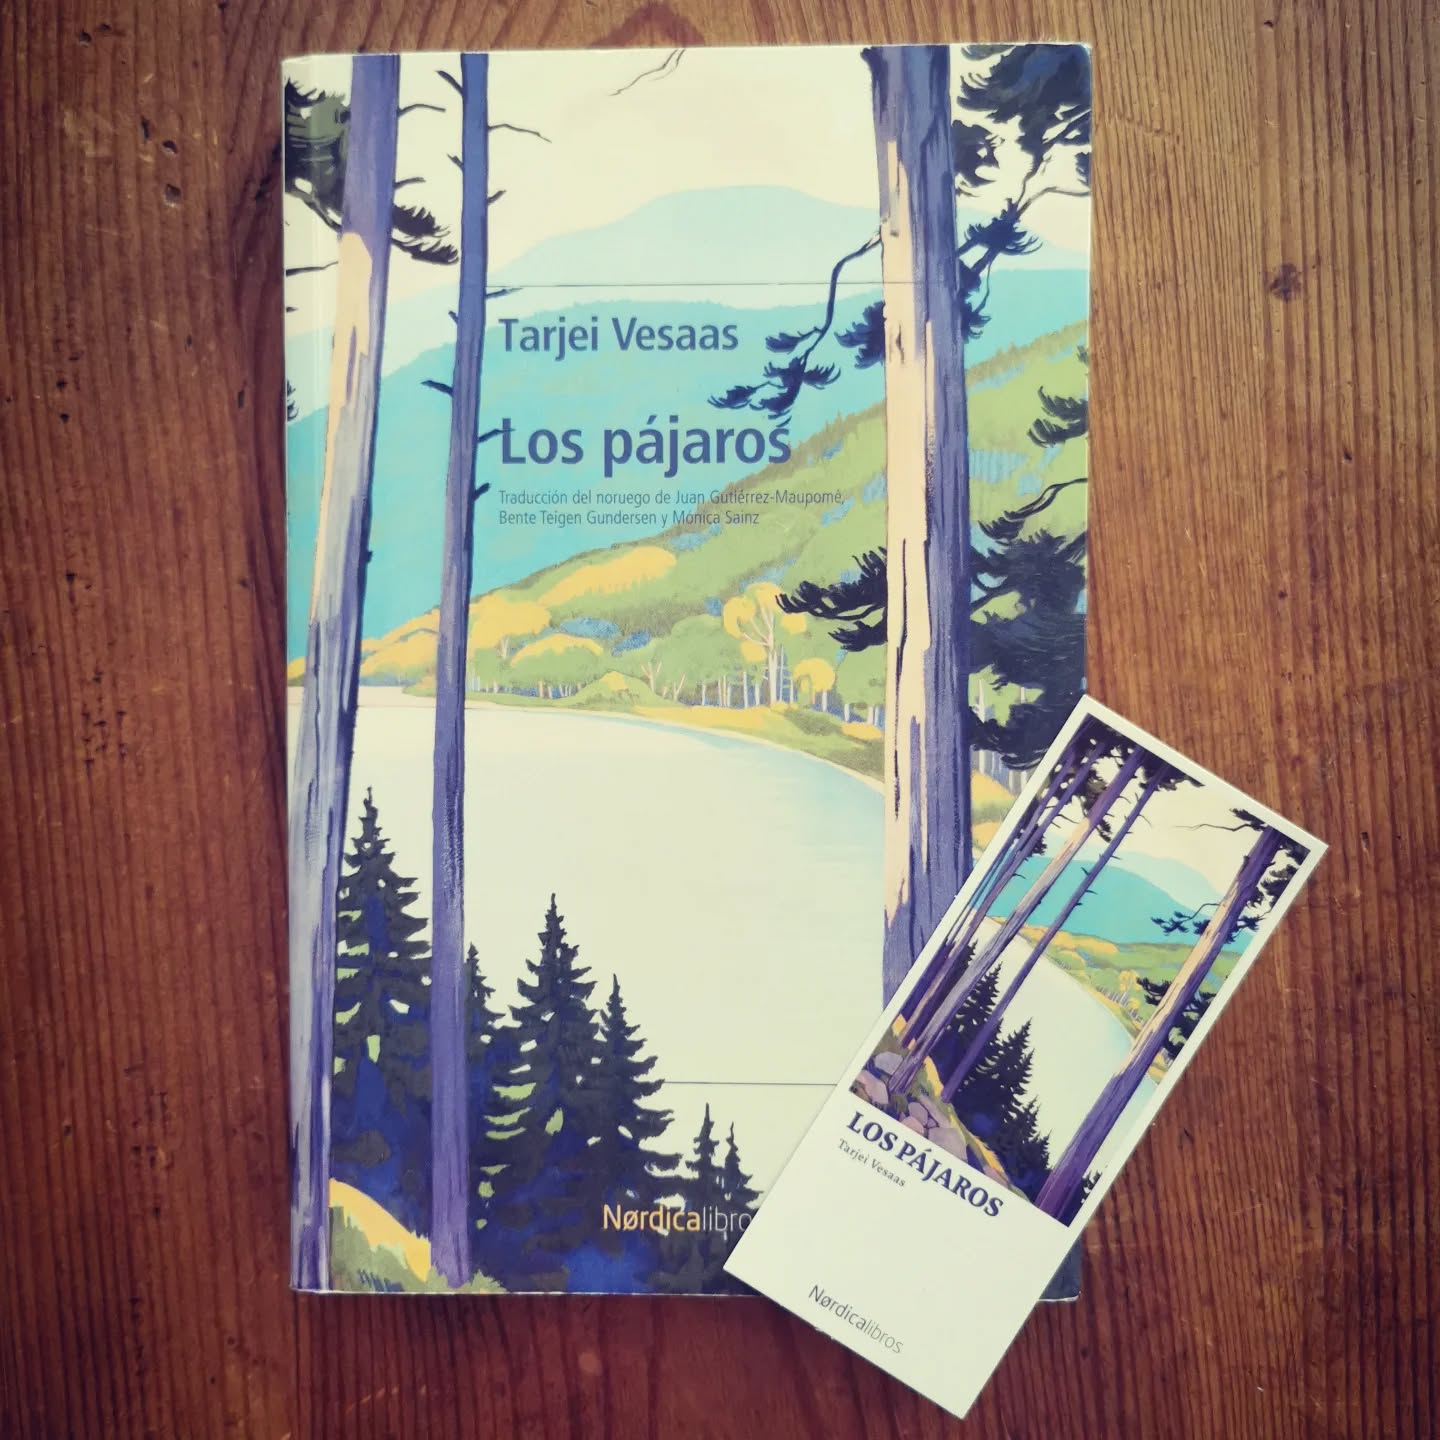 Tarjei Vesaas
Los pájaros
Traducción del noruego de Juan Gutiérrez-Maupomé,
Bente Teigen Gundersen y Mónica Sainz
Nørdicalibro
LOS PÁJAROS
Tarjei Vesaas
Nørdicalibros